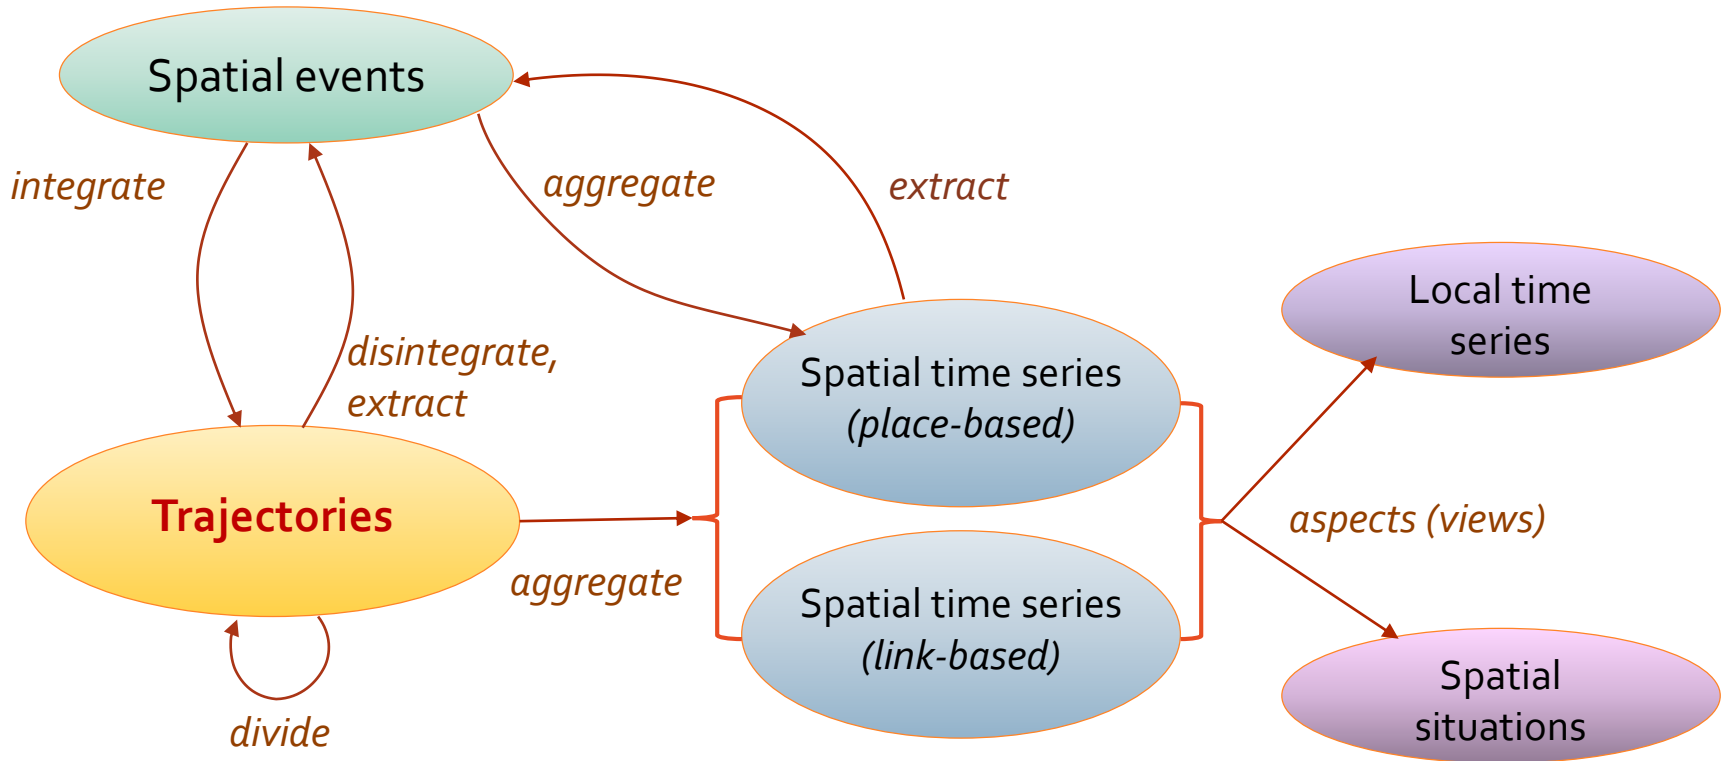 Spatial events
integrate
aggregate
extract
disintegrate,
extract
Trajectories
divide
aggregate
Spatial time series
(place-based)
Spatial time series
(link-based)
Local time
series
aspects (views)
Spatial
situations